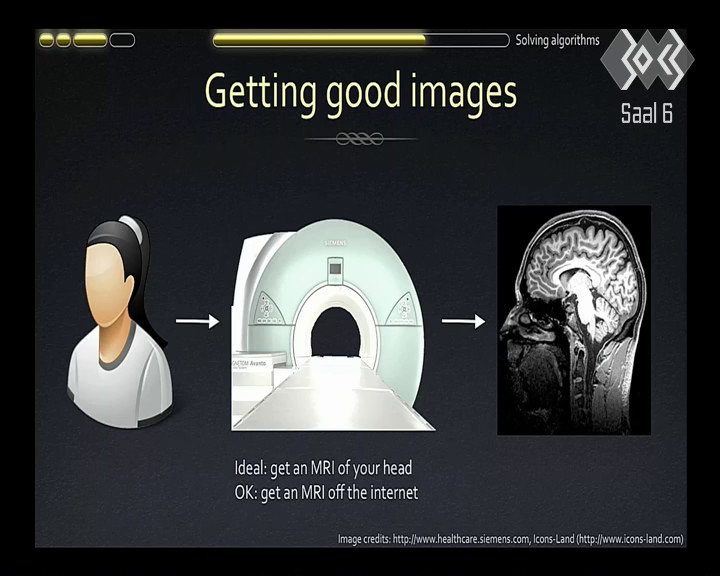 Solving algorithms
Saal 6
Getting good images
SIEMENS
Ideal: get an MRI of your head
OK: get an MRI off the internet
Image credits: http://www.healthcare.siemens.com, Icons-Land (http://www.icons-land.com)